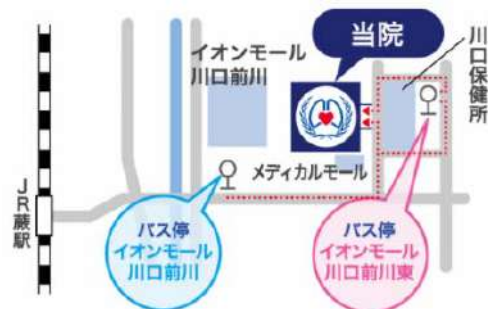 当院
イオンモール
川口前川
川口保健所
メディカルモール
JR蕨駅
バス停
イオンモール
川口前川
バス停
イオンモール
川口前川東